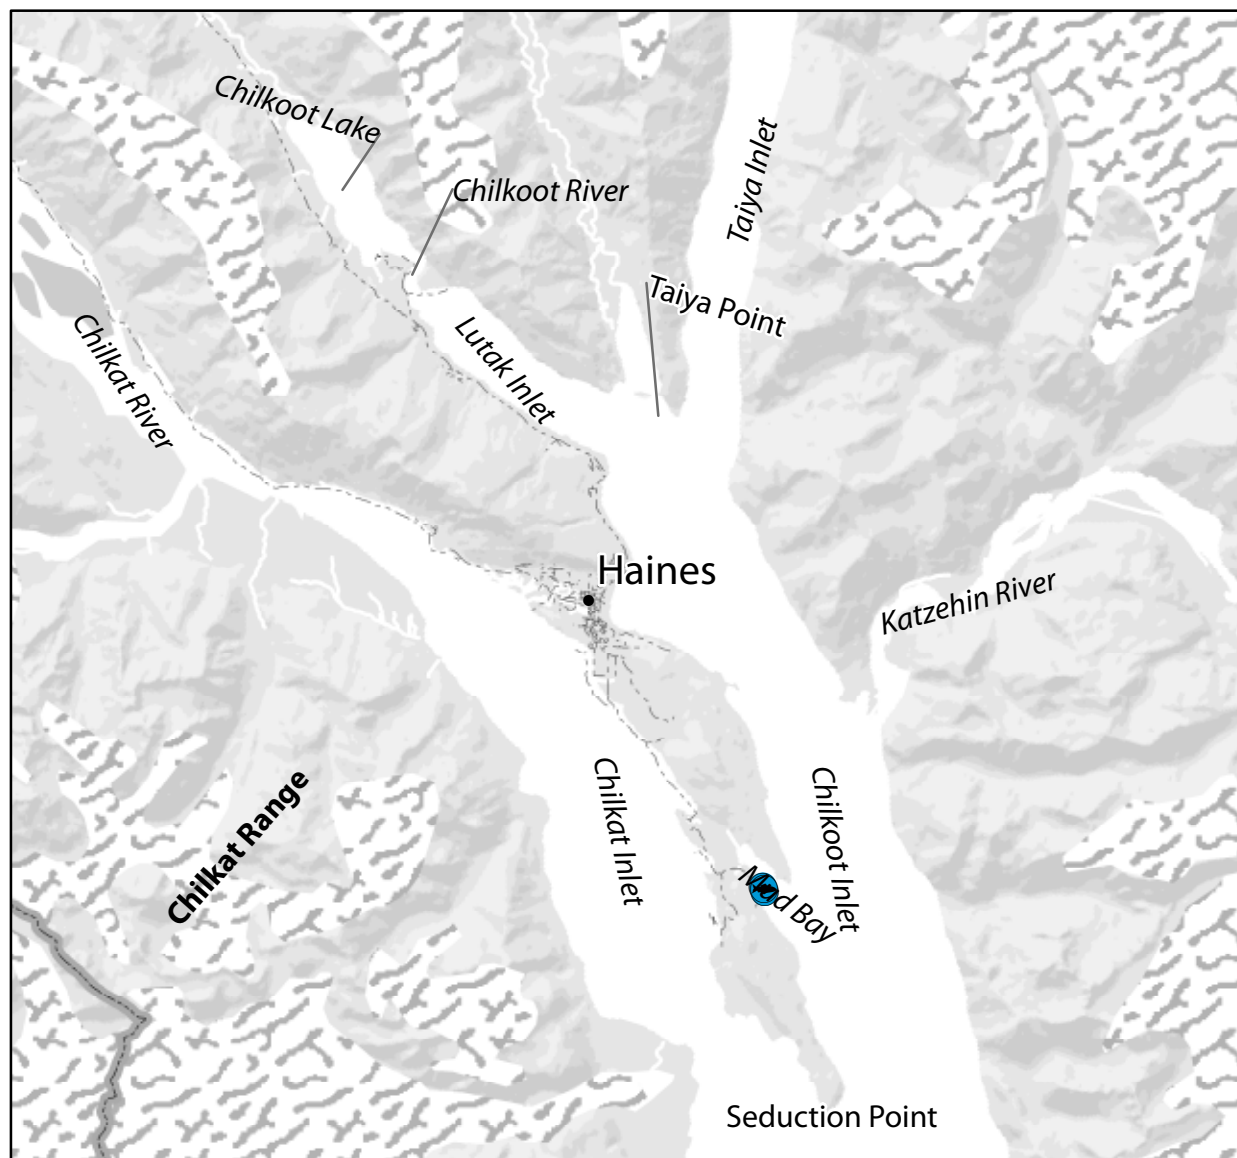 Chilkoot Lake
Chilkoot River
Taiya Inlet
Taiya Point
Lutak Inlet
Chilkat River
Haines
Katzehin River
Chilkat Inlet
Chilkoot Inlet
Chilkat Range
Mud Bay
Seduction Point